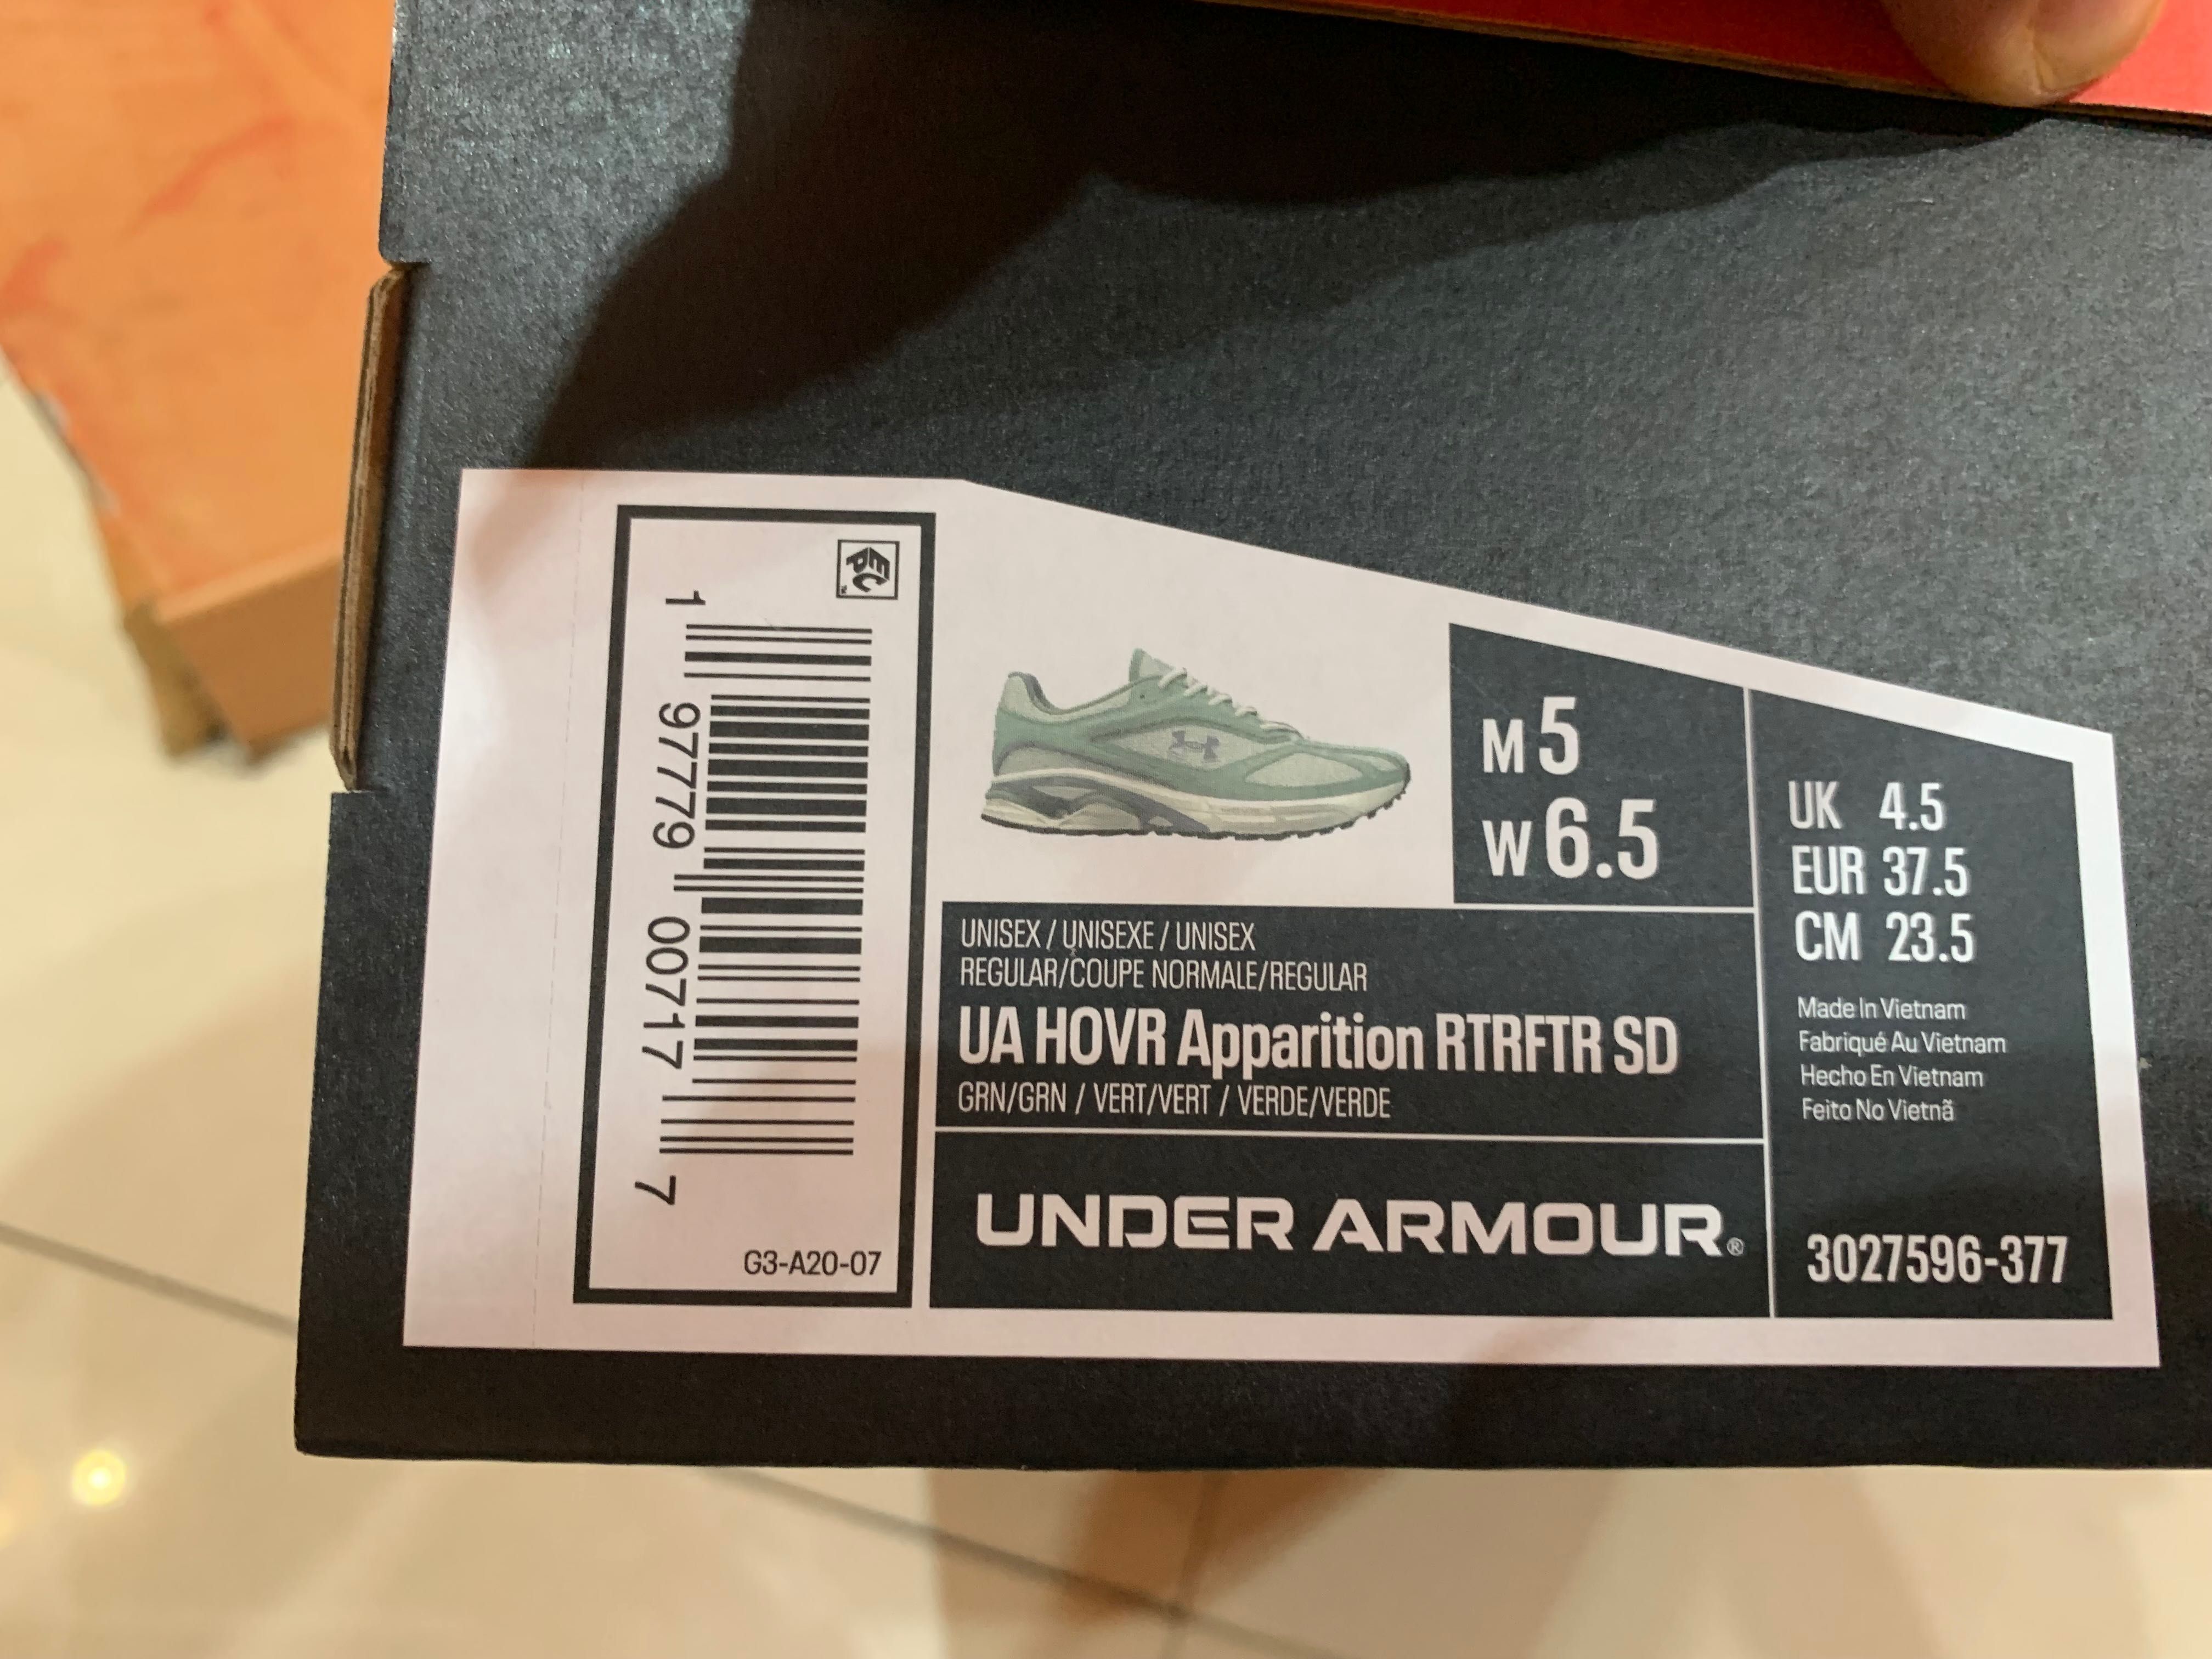 EPC
1 97779 00717 7
G3-A20-07
M 5
W 6.5
UK 4.5
EUR 37.5
CM 23.5
UNISEX / UNISEXE / UNISEX
REGULAR/COUPE NORMALE/REGULAR
UA HOVR Apparition RTRFTR SD
GRN/GRN / VERT/VERT / VERDE/VERDE
Made In Vietnam
Fabriqué Au Vietnam
Hecho En Vietnam
Feito No Vietnã
UNDER ARMOUR®
3027596-377